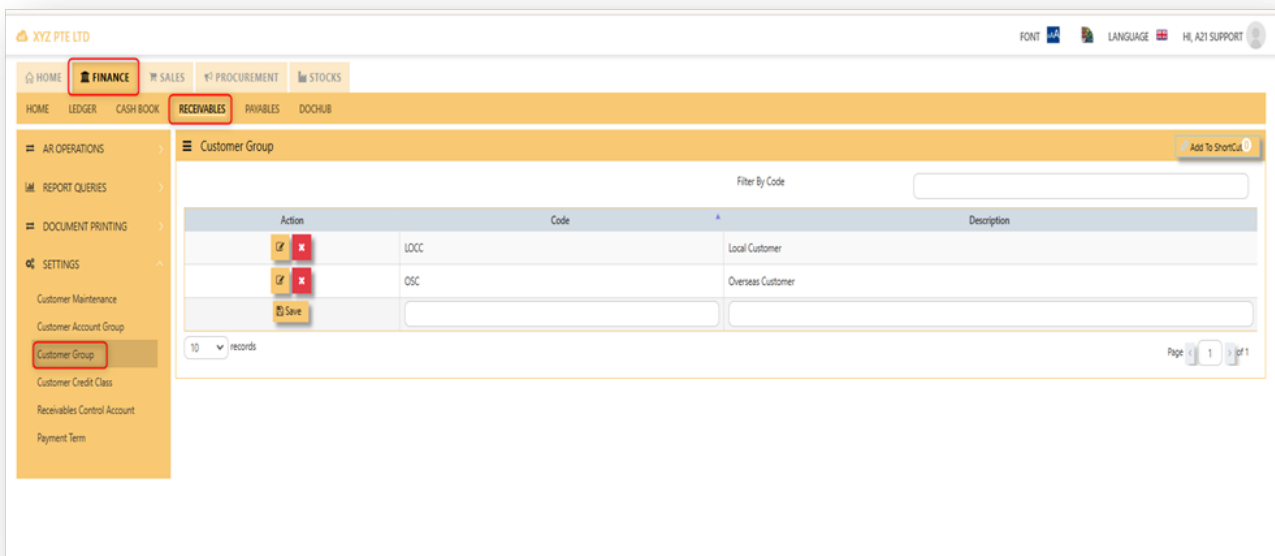 XYZ PTE LTD
FONT LANGUAGE HI, A21 SUPPORT
HOME FINANCE SALES PROCUREMENT STOCKS
HOME LEDGER CASH BOOK RECEIVABLES PAYABLES DOCHUB
AR OPERATIONS
REPORT QUERIES
DOCUMENT PRINTING
SETTINGS
Customer Maintenance
Customer Account Group
Customer Group
Customer Credit Class
Receivables Control Account
Payment Term
Customer Group Add To ShortCut
Filter By Code
Action Code Description
LOCC Local Customer
OSC Overseas Customer
Save
10 records Page 1 of 1